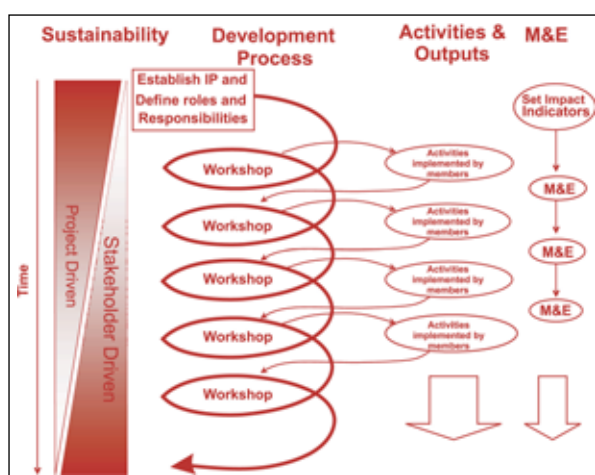 Sustainability
Development
Process
Activities &
Outputs
M&E
Establish IP and
Define roles and
Responsibilities
Set Impact
Indicators
Workshop
Activities
implemented by
members
M&E
Workshop
Activities
implemented by
members
M&E
Workshop
Activities
implemented by
members
M&E
Workshop
Activities
implemented by
members
Workshop
Time
Project Driven
Stakeholder Driven